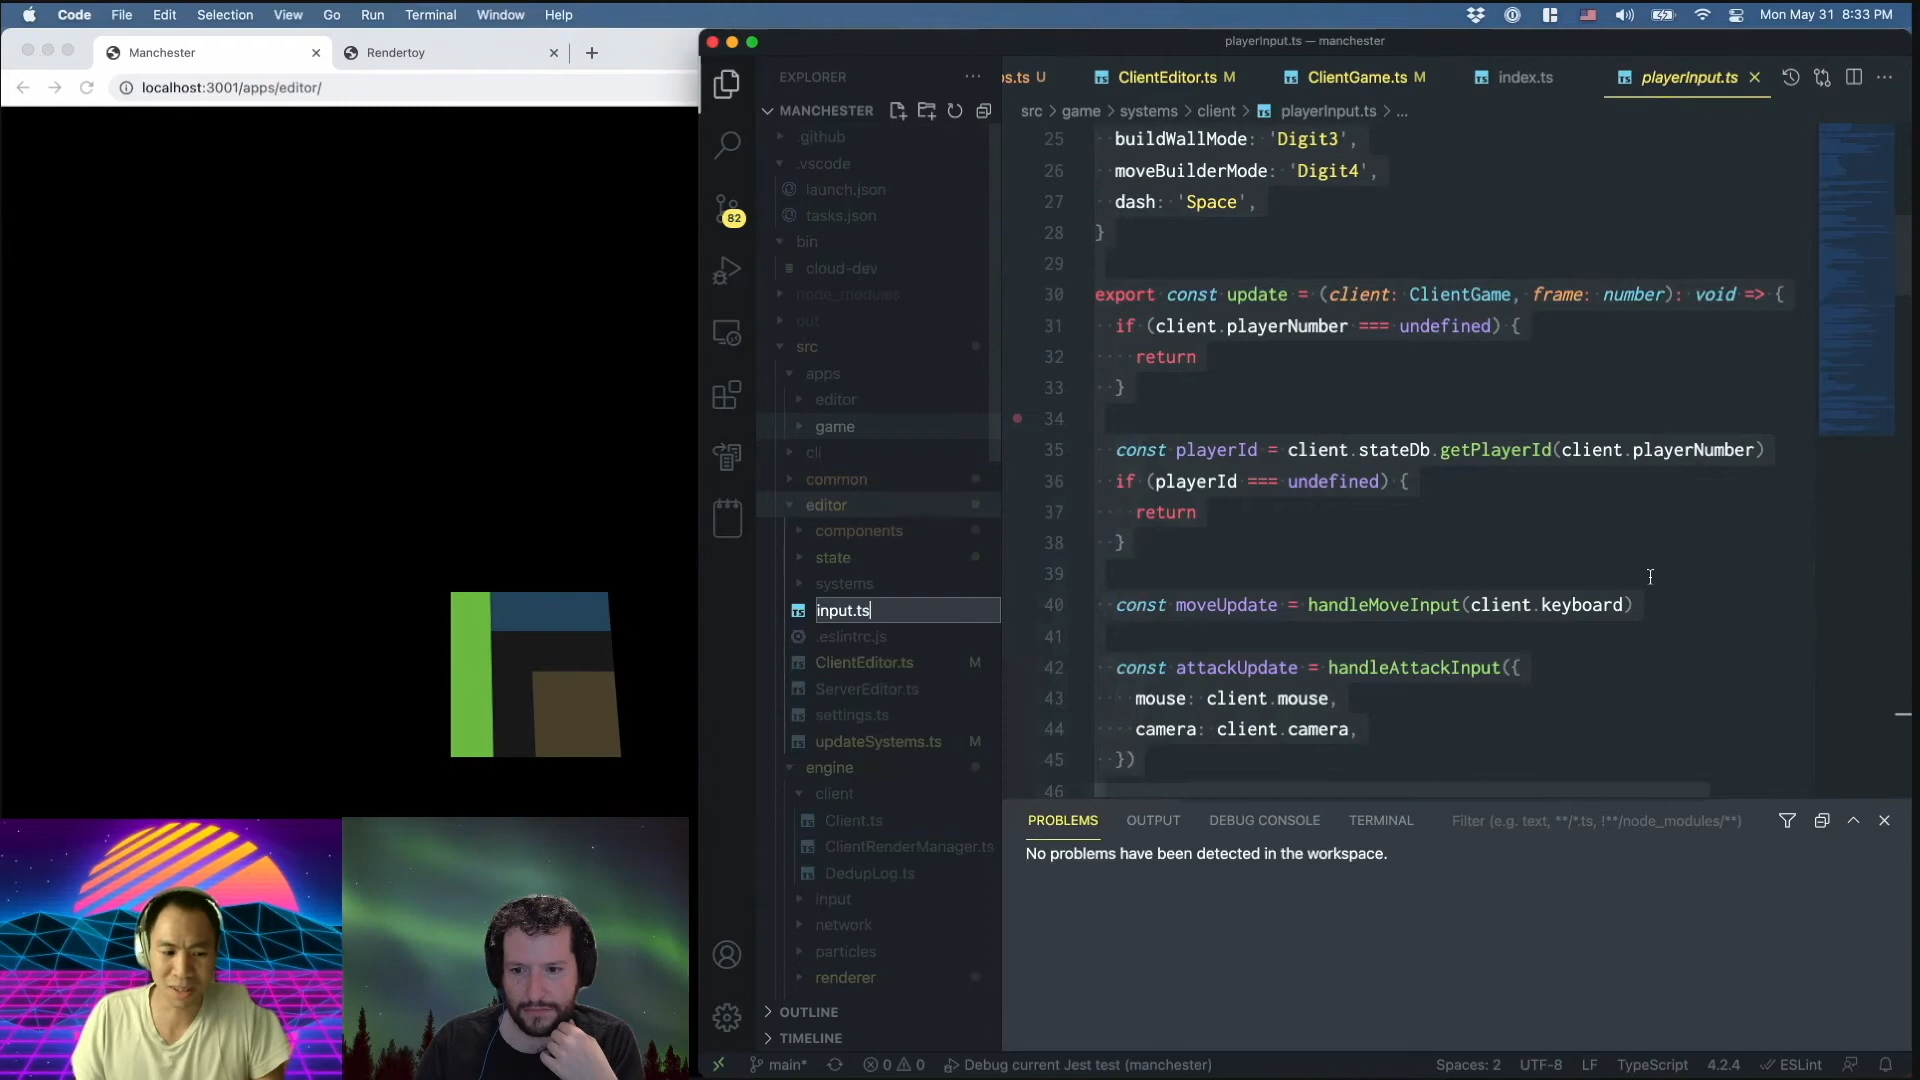 Code File Edit Selection View Go Run Terminal Window Help
Mon May 31 8:33 PM
Manchester
Rendertoy
localhost:3001/apps/editor/
playerInput.ts — manchester
EXPLORER
MANCHESTER
.github
.vscode
launch.json
tasks.json
bin
cloud-dev
node_modules
out
src
apps
editor
game
cli
common
editor
components
state
systems
input.ts
.eslintrc.js
ClientEditor.ts M
ServerEditor.ts
settings.ts
updateSystems.ts M
engine
client
Client.ts
ClientRenderManager.ts
DedupLog.ts
input
network
particles
renderer
OUTLINE
TIMELINE
82
s.ts U
ClientEditor.ts M
ClientGame.ts M
index.ts
playerInput.ts
src > game > systems > client > playerInput.ts > ...
25 buildWallMode: 'Digit3',
26 moveBuilderMode: 'Digit4',
27 dash: 'Space',
28 }
29
30 export const update = (client: ClientGame, frame: number): void => {
31 if (client.playerNumber === undefined) {
32 return
33 }
34
35 const playerId = client.stateDb.getPlayerId(client.playerNumber)
36 if (playerId === undefined) {
37 return
38 }
39
40 const moveUpdate = handleMoveInput(client.keyboard)
41
42 const attackUpdate = handleAttackInput({
43 mouse: client.mouse,
44 camera: client.camera,
45 })
46
PROBLEMS OUTPUT DEBUG CONSOLE TERMINAL
Filter (e.g. text, **/*.ts, !**/node_modules/**)
No problems have been detected in the workspace.
main* 0 0 Debug current Jest test (manchester)
Spaces: 2 UTF-8 LF TypeScript 4.2.4 ESLint